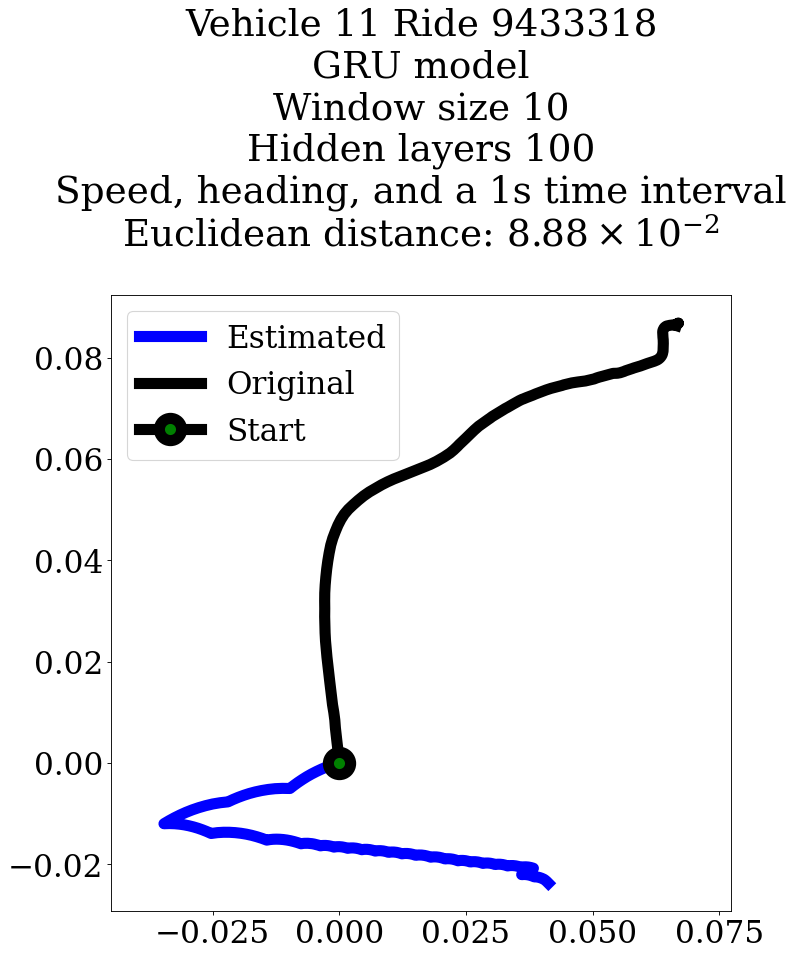 Vehicle 11 Ride 9433318
GRU model
Window size 10
Hidden layers 100
Speed, heading, and a 1s time interval
Euclidean distance: 8.88 × 10⁻²
Estimated
Original
Start
0.08
0.06
0.04
0.02
0.00
−0.02
−0.025 0.000 0.025 0.050 0.075